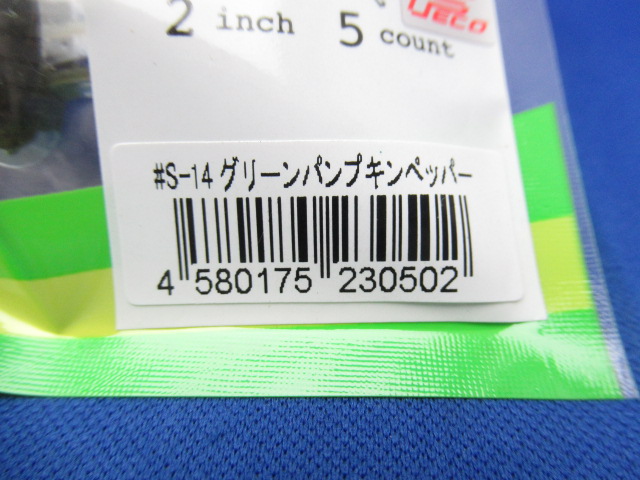 2 inch 5 count
JECO
#S-14 グリーンパンプキンペッパー
4 580175 230502